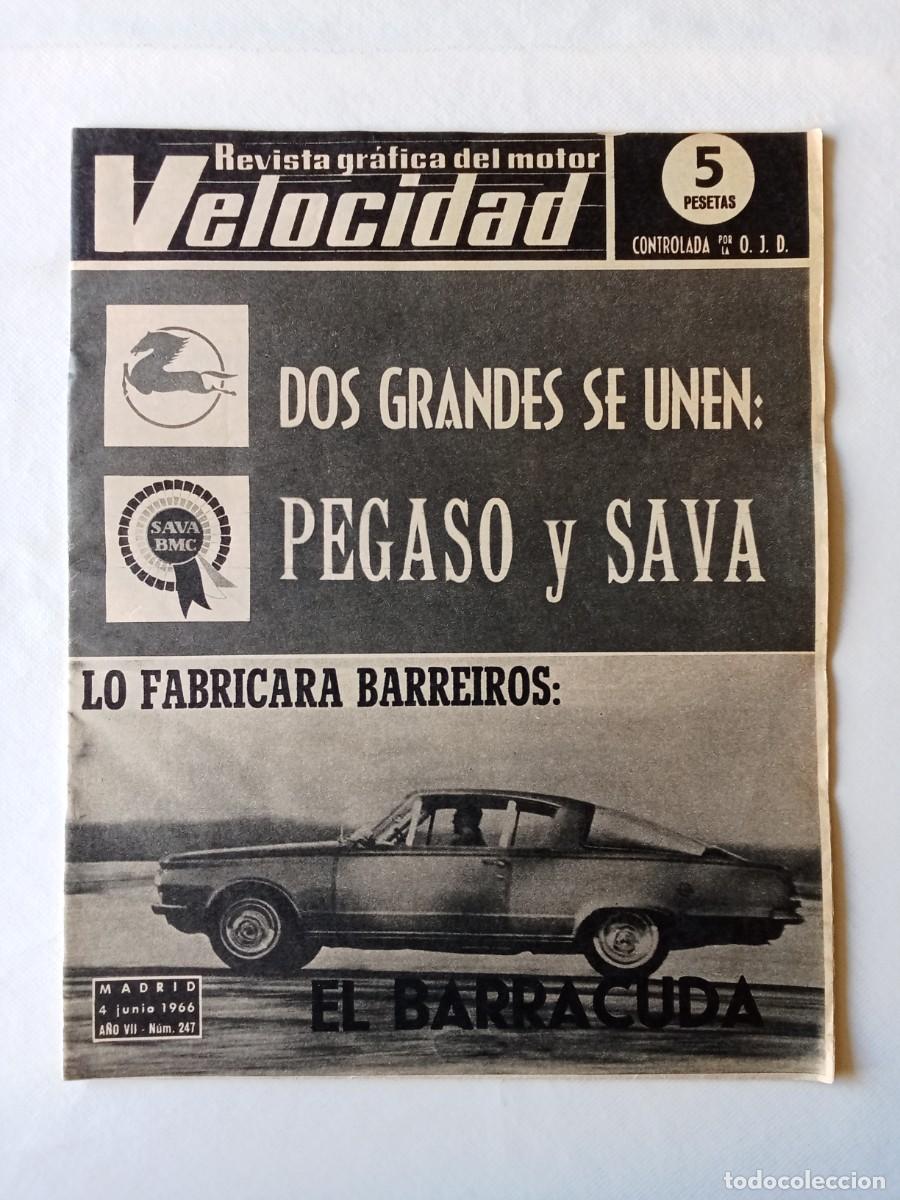 Revista gráfica del motor
Velocidad
5
PESETAS
CONTROLADA POR LA O. J. D.
DOS GRANDES SE UNEN:
SAVA
BMC
PEGASO y SAVA
LO FABRICARA BARREIROS:
MADRID
4 junio 1966
AÑO VII - Núm. 247
EL BARRACUDA
todocoleccion